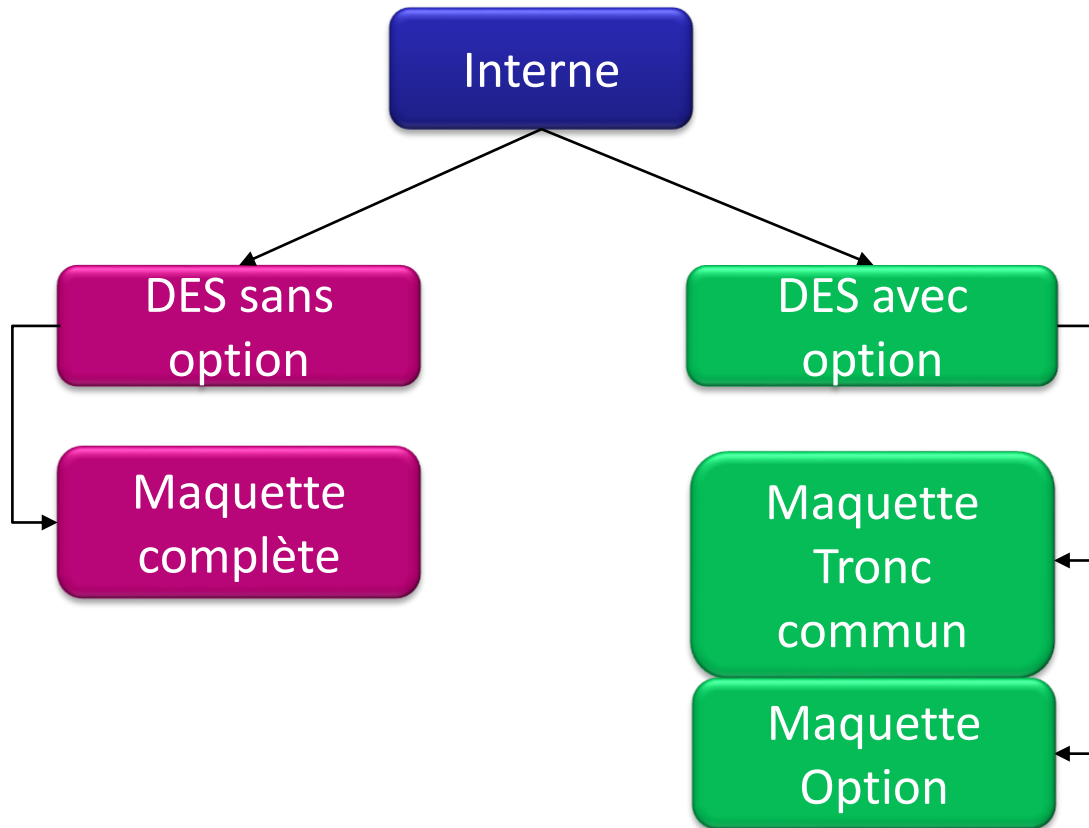 Interne
DES sans
option
DES avec
option
Maquette
complète
Maquette
Tronc
commun
Maquette
Option